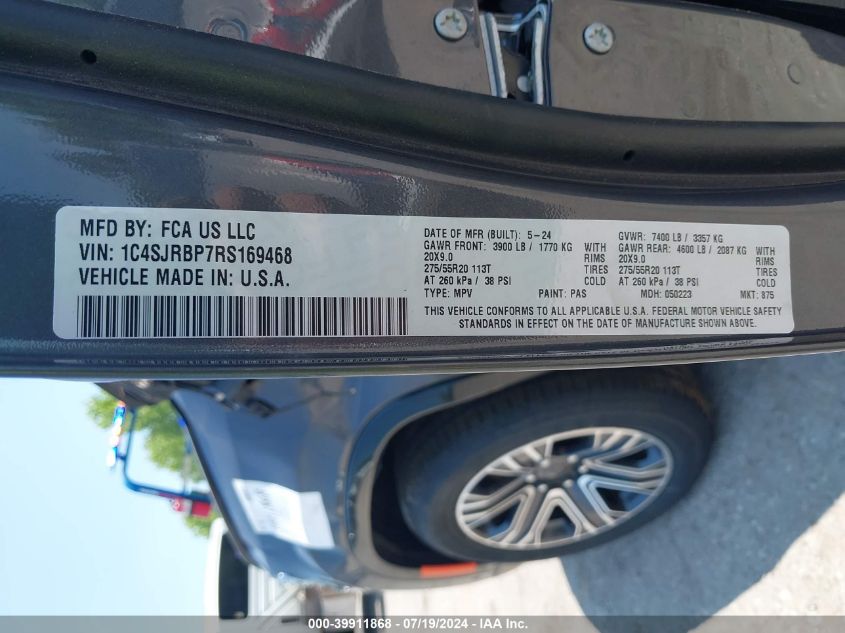 MFD BY: FCA US LLC
VIN: 1C4SJRBP7RS169468
VEHICLE MADE IN: U.S.A.
DATE OF MFR (BUILT): 5-24
GAWR FRONT: 3900 LB / 1770 KG
20X9.0 RIMS
275/55R20 113T TIRES
AT 260 kPa / 38 PSI COLD
TYPE: MPV PAINT: PAS
GVWR: 7400 LB / 3357 KG
GAWR REAR: 4600 LB / 2087 KG
20X9.0 RIMS
275/55R20 113T TIRES
AT 260 kPa / 38 PSI COLD
MDH: 050223 MKT: 875
THIS VEHICLE CONFORMS TO ALL APPLICABLE U.S.A. FEDERAL MOTOR VEHICLE SAFETY
STANDARDS IN EFFECT ON THE DATE OF MANUFACTURE SHOWN ABOVE.
000-39911868 - 07/19/2024 - IAA Inc.